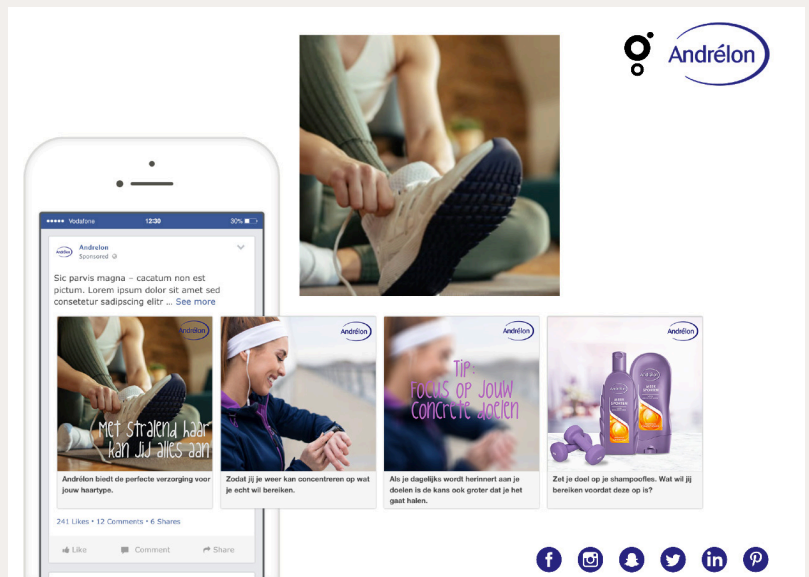 Andrélon
Vodafone
12:30
30%
Andrélon
Andrelon
Sponsored
Sic parvis magna – cacatum non est
pictum. Lorem ipsum dolor sit amet sed
consetetur sadipscing elitr ... See more
Andrélon
Met stralend haar
kan jij alles aan
Andrélon
Andrélon
Tip:
Focus op jouw
concrete doelen
Andrélon
Andrélon
Andrélon biedt de perfecte verzorging voor
jouw haartype.
Zodat jij je weer kan concentreren op wat
je echt wil bereiken.
Als je dagelijks wordt herinnert aan je
doelen is de kans ook groter dat je het
gaat halen.
Zet je doel op je shampoofles. Wat wil jij
bereiken voordat deze op is?
241 Likes • 12 Comments • 6 Shares
Like
Comment
Share